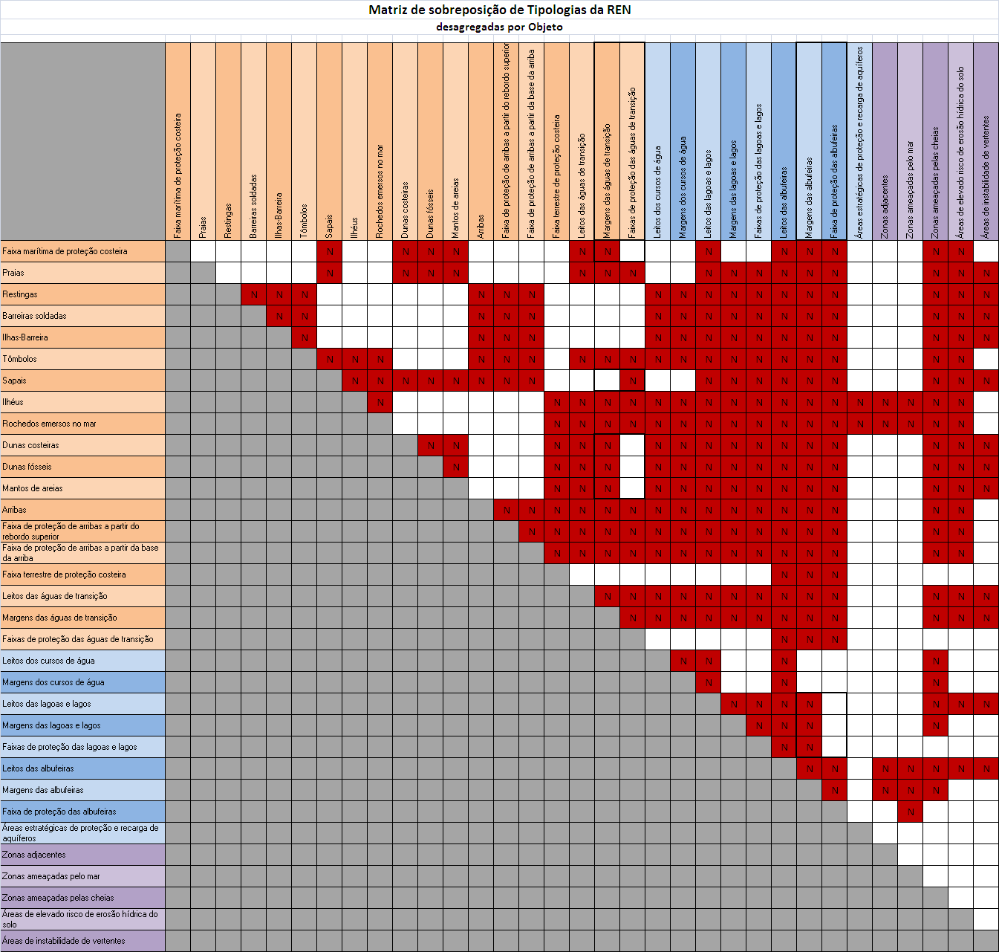 Matriz de sobreposição de Tipologias da REN
desagregadas por Objeto
Faixa marítima de proteção costeira
Praias
Restingas
Barreiras soldadas
Ilhas-Barreira
Tômbolos
Sapais
Ilhéus
Rochedos emersos no mar
Dunas costeiras
Dunas fósseis
Mantos de areias
Arribas
Faixa de proteção de arribas a partir do rebordo superior
Faixa de proteção de arribas a partir da base da arriba
Faixa terrestre de proteção costeira
Leitos das águas de transição
Margens das águas de transição
Faixas de proteção das águas de transição
Leitos dos cursos de água
Margens dos cursos de água
Leitos das lagoas e lagos
Margens das lagoas e lagos
Faixas de proteção das lagoas e lagos
Leitos das albufeiras
Margens das albufeiras
Faixa de proteção das albufeiras
Áreas estratégicas de proteção e recarga de aquíferos
Zonas adjacentes
Zonas ameaçadas pelo mar
Zonas ameaçadas pelas cheias
Áreas de elevado risco de erosão hídrica do solo
Áreas de instabilidade de vertentes
Faixa marítima de proteção costeira N N N N N N N N N N N N
Praias N N N N N N N N N N N N N N N N
Restingas N N N N N N N N N N N N N N N N N
Barreiras soldadas N N N N N N N N N N N N N N N N
Ilhas-Barreira N N N N N N N N N N N N N N N
Tômbolos N N N N N N N N N N N N N N N N N N N
Sapais N N N N N N N N N N N N N N N N N N
Ilhéus N N N N N N N N N N N N N N N N N N
Rochedos emersos no mar N N N N N N N N N N N N N N N N N
Dunas costeiras N N N N N N N N N N N N N N N N
Dunas fósseis N N N N N N N N N N N N N N N
Mantos de areias N N N N N N N N N N N N N N
Arribas N N N N N N N N N N N N N N N N
Faixa de proteção de arribas a partir do
rebordo superior N N N N N N N N N N N N N N N
Faixa de proteção de arribas a partir da base
da arriba N N N N N N N N N N N N N N
Faixa terrestre de proteção costeira N N N
Leitos das águas de transição N N N N N N N N N N N N N
Margens das águas de transição N N N N N N N N N N N N
Faixas de proteção das águas de transição N N N
Leitos dos cursos de água N N N N
Margens dos cursos de água N N N
Leitos das lagoas e lagos N N N N N N N
Margens das lagoas e lagos N N N N
Faixas de proteção das lagoas e lagos N N
Leitos das albufeiras N N N N N N N
Margens das albufeiras N N N N
Faixa de proteção das albufeiras N
Áreas estratégicas de proteção e recarga de
aquíferos
Zonas adjacentes
Zonas ameaçadas pelo mar
Zonas ameaçadas pelas cheias
Áreas de elevado risco de erosão hídrica do
solo
Áreas de instabilidade de vertentes